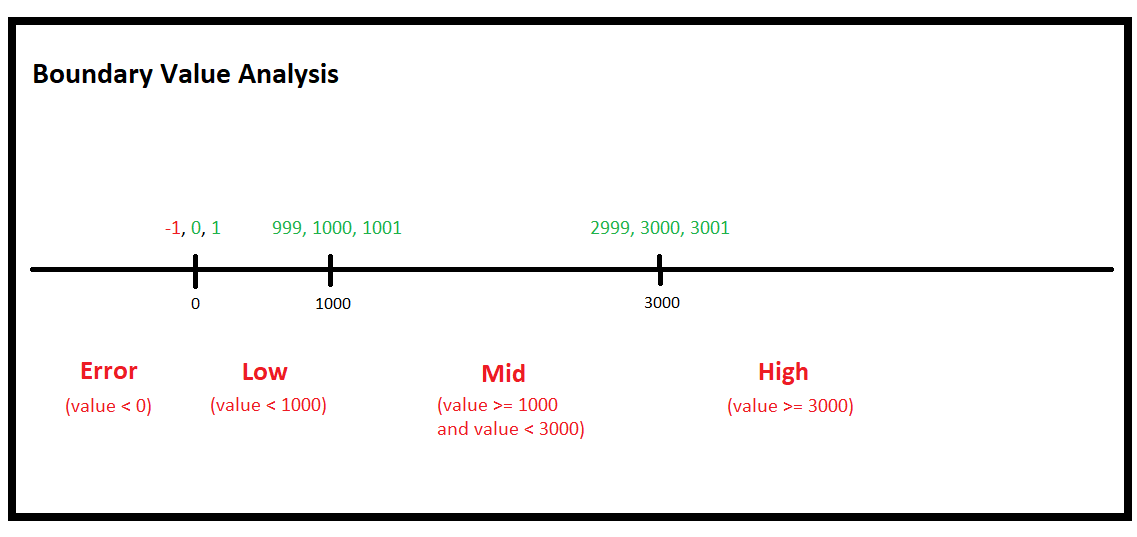 Boundary Value Analysis
-1, 0, 1
999, 1000, 1001
2999, 3000, 3001
0
1000
3000
Error
Low
Mid
High
(value < 0)
(value < 1000)
(value >= 1000
and value < 3000)
(value >= 3000)